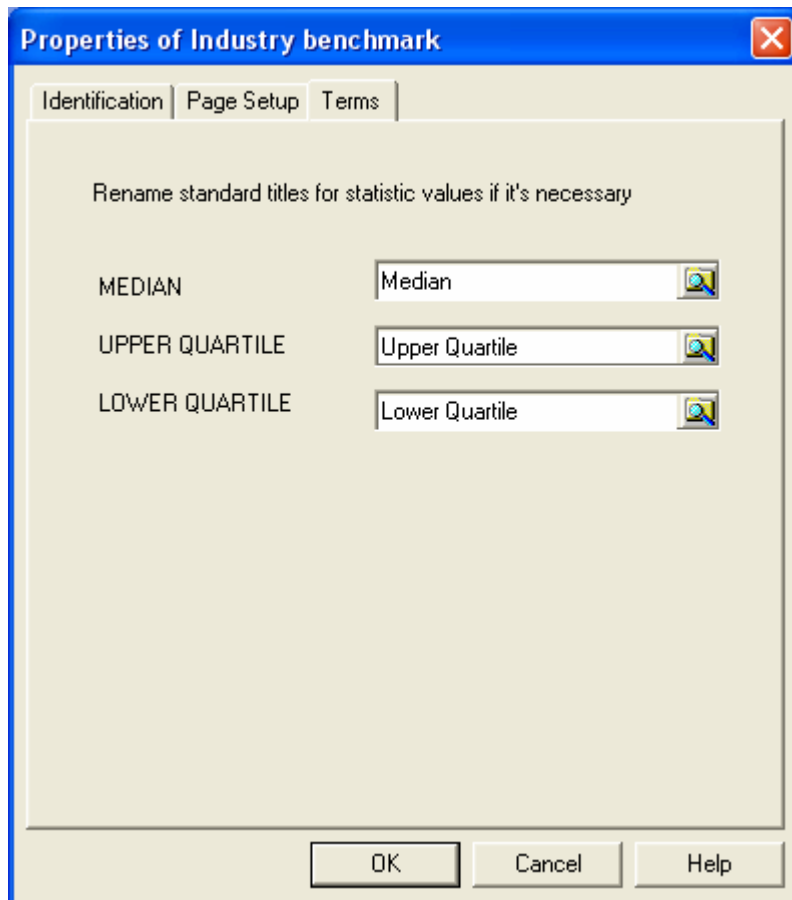 Properties of Industry benchmark
Identification Page Setup Terms
Rename standard titles for statistic values if it's necessary
MEDIAN Median
UPPER QUARTILE Upper Quartile
LOWER QUARTILE Lower Quartile
OK Cancel Help